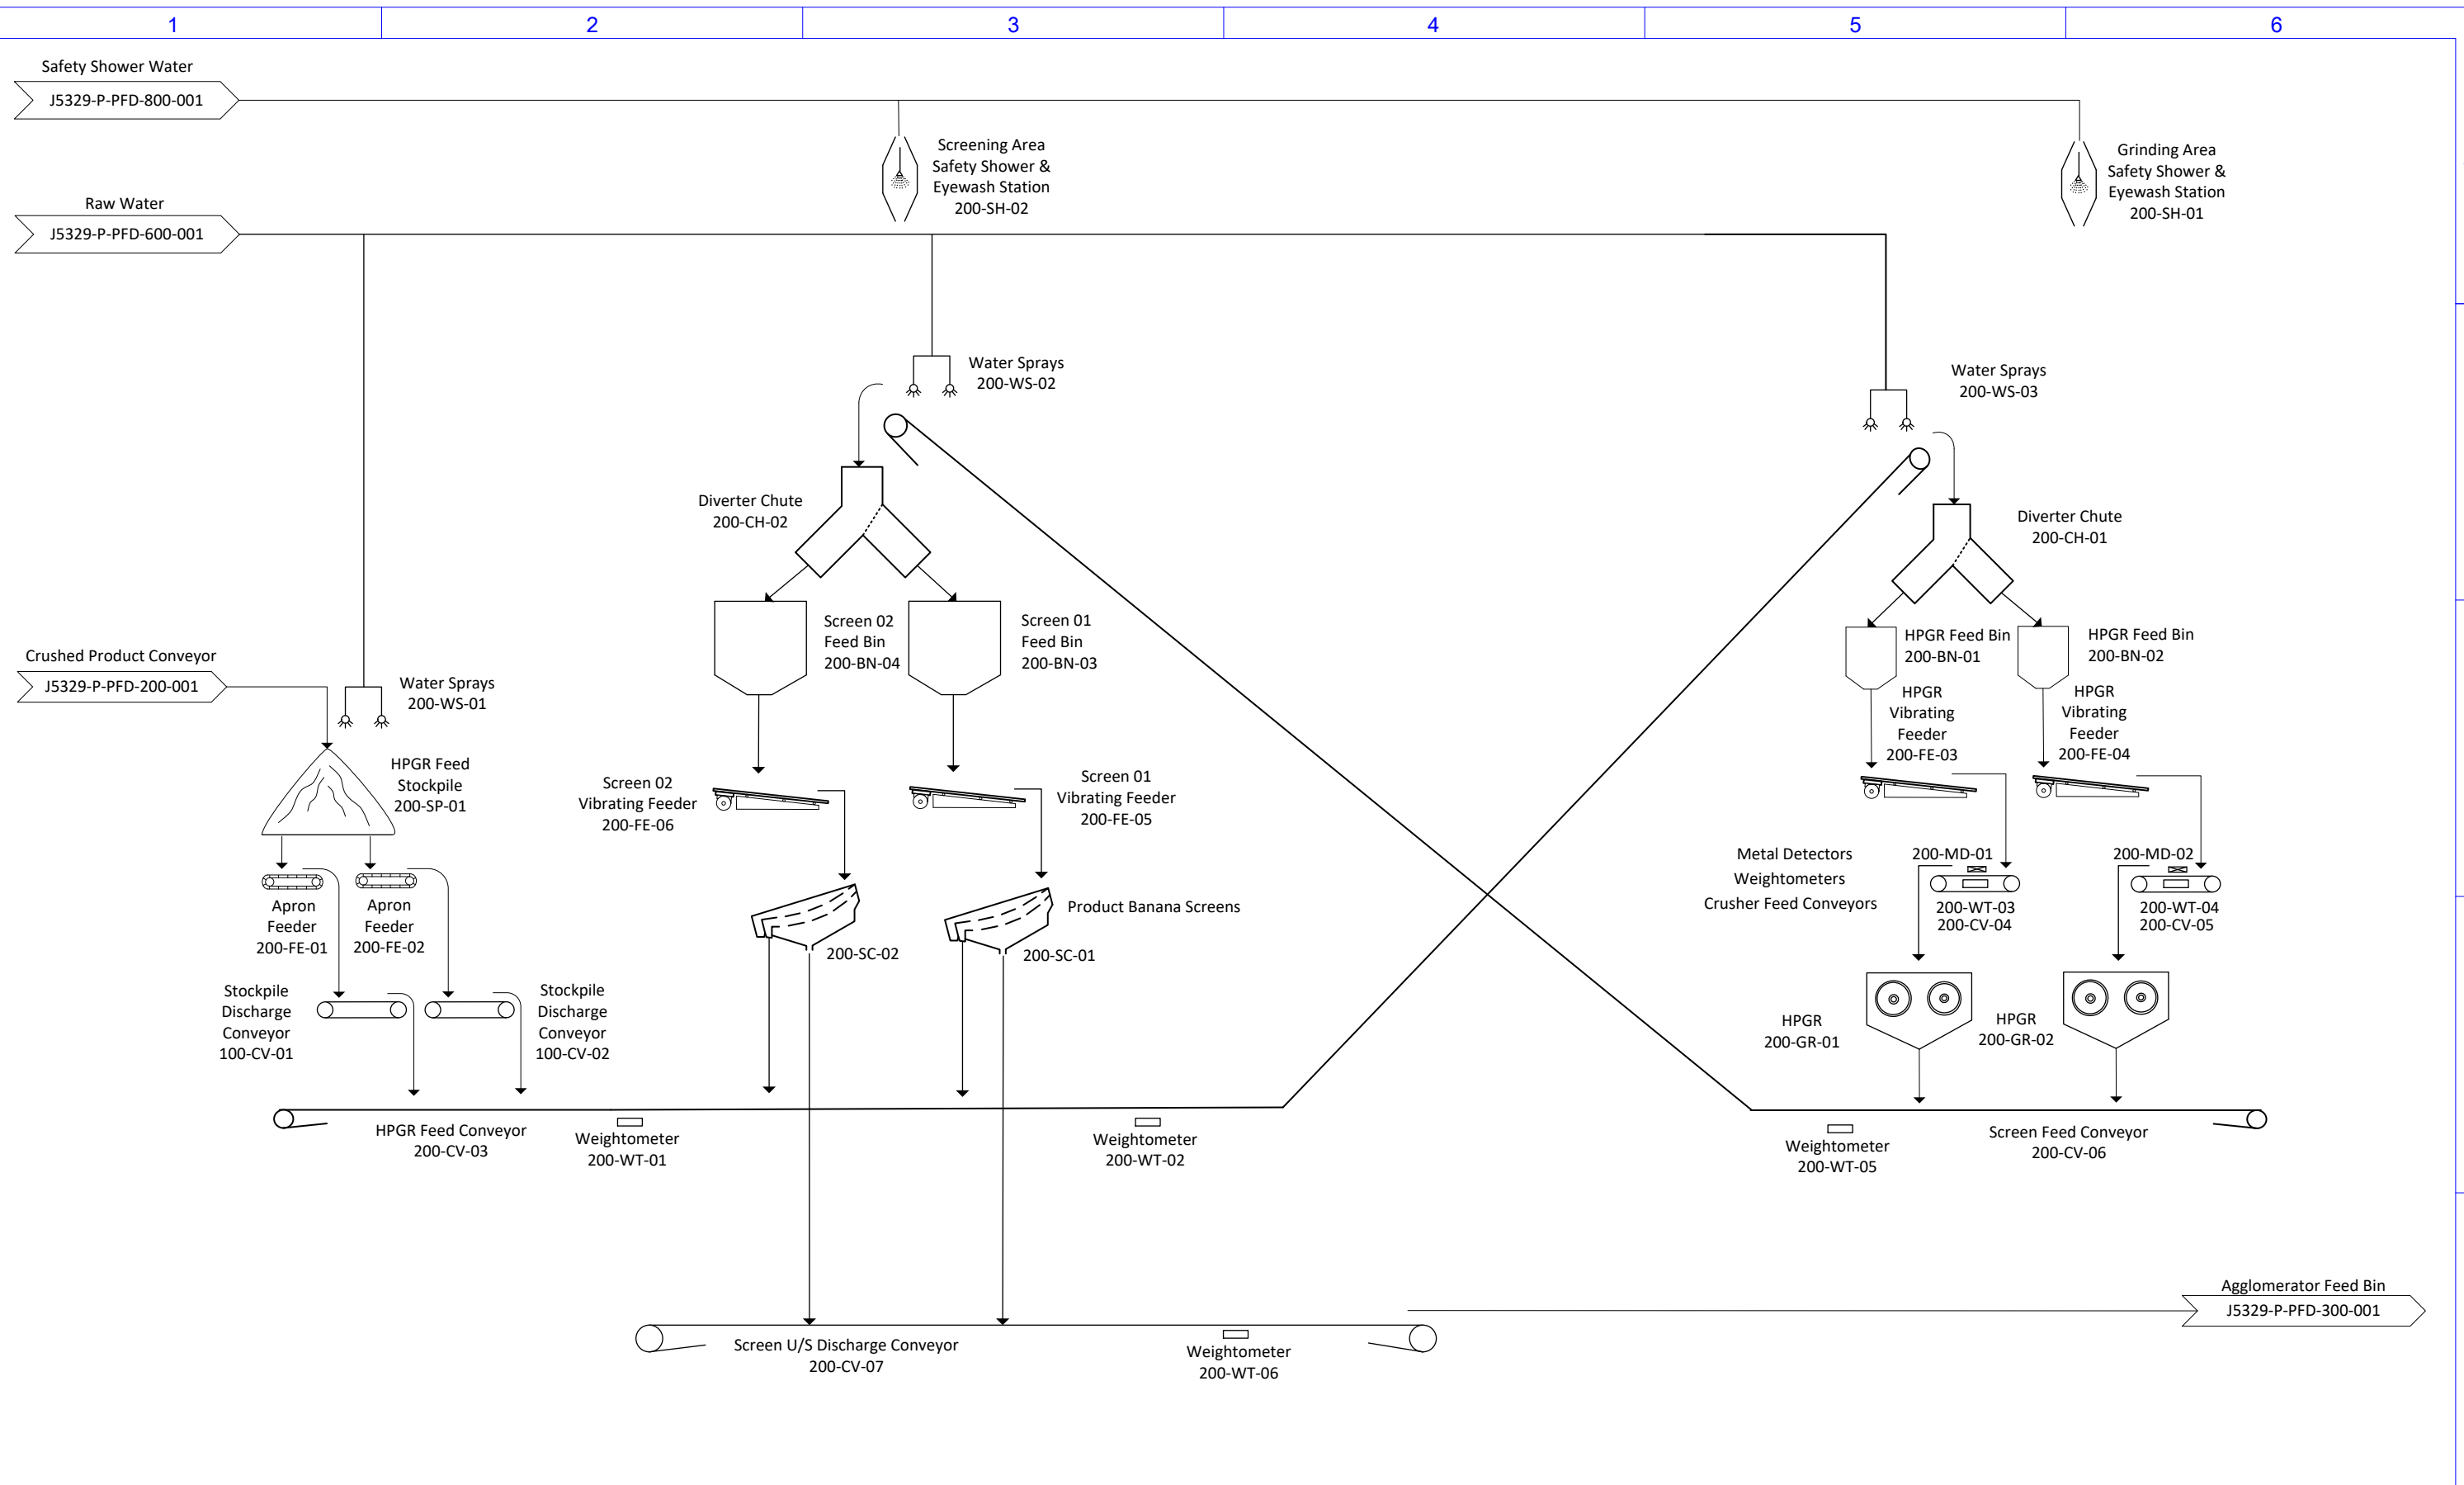 1
2
3
4
5
6
Safety Shower Water
J5329-P-PFD-800-001
Screening Area
Safety Shower &
Eyewash Station
200-SH-02
Grinding Area
Safety Shower &
Eyewash Station
200-SH-01
Raw Water
J5329-P-PFD-600-001
Water Sprays
200-WS-02
Water Sprays
200-WS-03
Diverter Chute
200-CH-02
Diverter Chute
200-CH-01
Screen 02
Feed Bin
200-BN-04
Screen 01
Feed Bin
200-BN-03
HPGR Feed Bin
200-BN-01
HPGR Feed Bin
200-BN-02
Crushed Product Conveyor
J5329-P-PFD-200-001
Water Sprays
200-WS-01
HPGR
Vibrating
Feeder
200-FE-03
HPGR
Vibrating
Feeder
200-FE-04
HPGR Feed
Stockpile
200-SP-01
Screen 02
Vibrating Feeder
200-FE-06
Screen 01
Vibrating Feeder
200-FE-05
Metal Detectors
Weightometers
Crusher Feed Conveyors
200-MD-01
200-WT-03
200-CV-04
200-MD-02
200-WT-04
200-CV-05
Apron
Feeder
200-FE-01
Apron
Feeder
200-FE-02
Product Banana Screens
200-SC-02
200-SC-01
Stockpile
Discharge
Conveyor
100-CV-01
Stockpile
Discharge
Conveyor
100-CV-02
HPGR
200-GR-01
HPGR
200-GR-02
HPGR Feed Conveyor
200-CV-03
Weightometer
200-WT-01
Weightometer
200-WT-02
Weightometer
200-WT-05
Screen Feed Conveyor
200-CV-06
Agglomerator Feed Bin
J5329-P-PFD-300-001
Screen U/S Discharge Conveyor
200-CV-07
Weightometer
200-WT-06